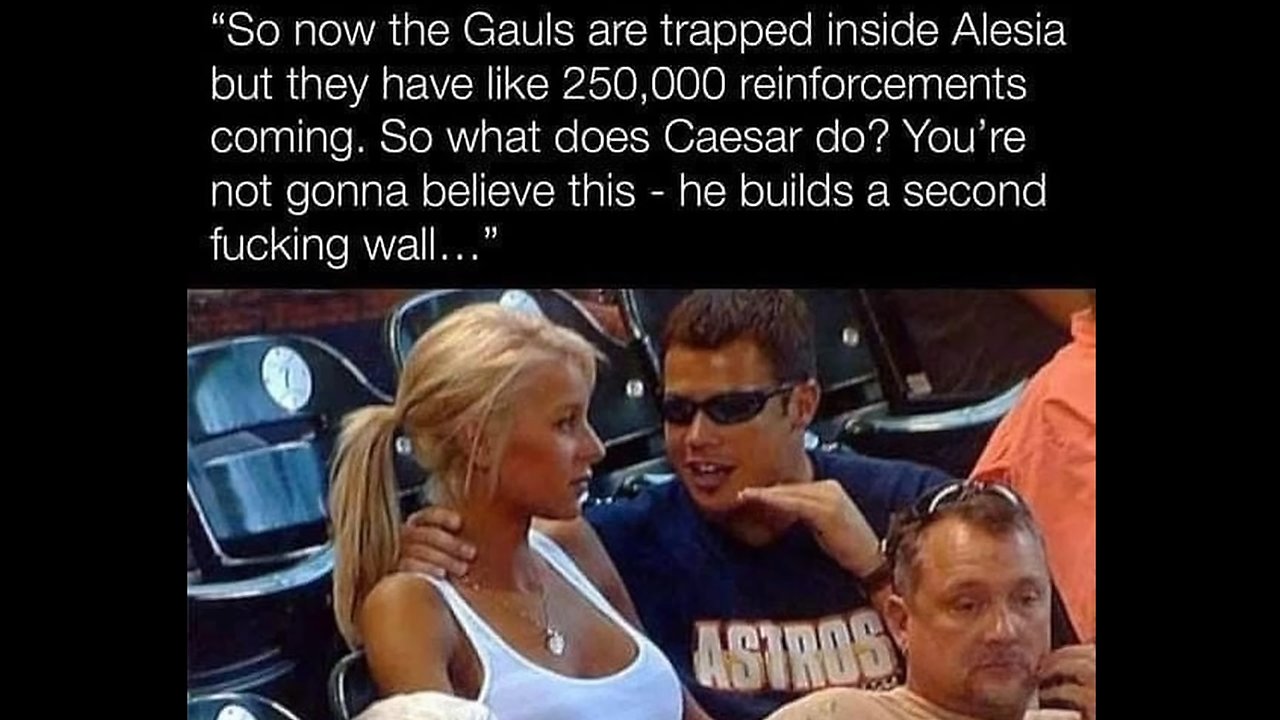 “So now the Gauls are trapped inside Alesia
but they have like 250,000 reinforcements
coming. So what does Caesar do? You’re
not gonna believe this - he builds a second
fucking wall…”
ASTROS